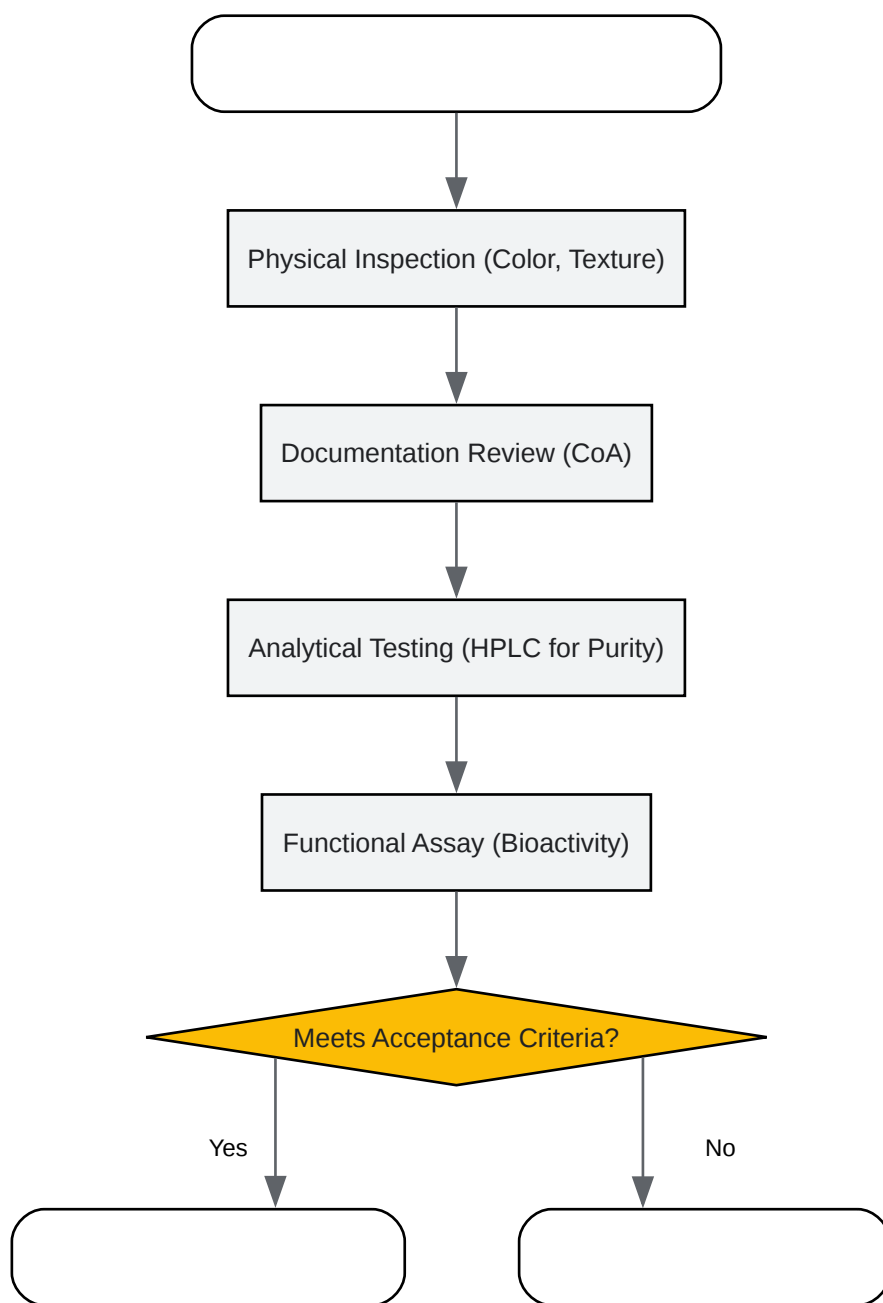 Physical Inspection (Color, Texture)
Documentation Review (CoA)
Analytical Testing (HPLC for Purity)
Functional Assay (Bioactivity)
Meets Acceptance Criteria?
Yes
No